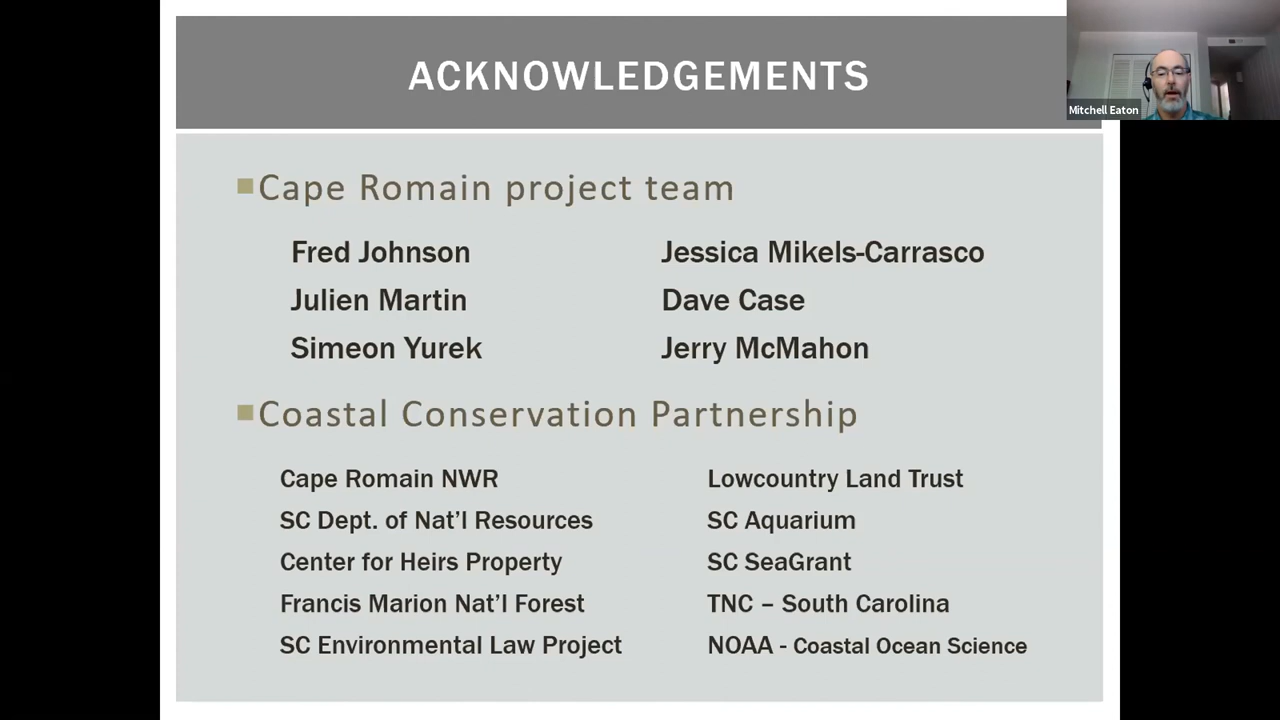 ACKNOWLEDGEMENTS
Mitchell Eaton
Cape Romain project team
Fred Johnson
Jessica Mikels-Carrasco
Julien Martin
Dave Case
Simeon Yurek
Jerry McMahon
Coastal Conservation Partnership
Cape Romain NWR
Lowcountry Land Trust
SC Dept. of Nat'l Resources
SC Aquarium
Center for Heirs Property
SC SeaGrant
Francis Marion Nat'l Forest
TNC – South Carolina
SC Environmental Law Project
NOAA - Coastal Ocean Science